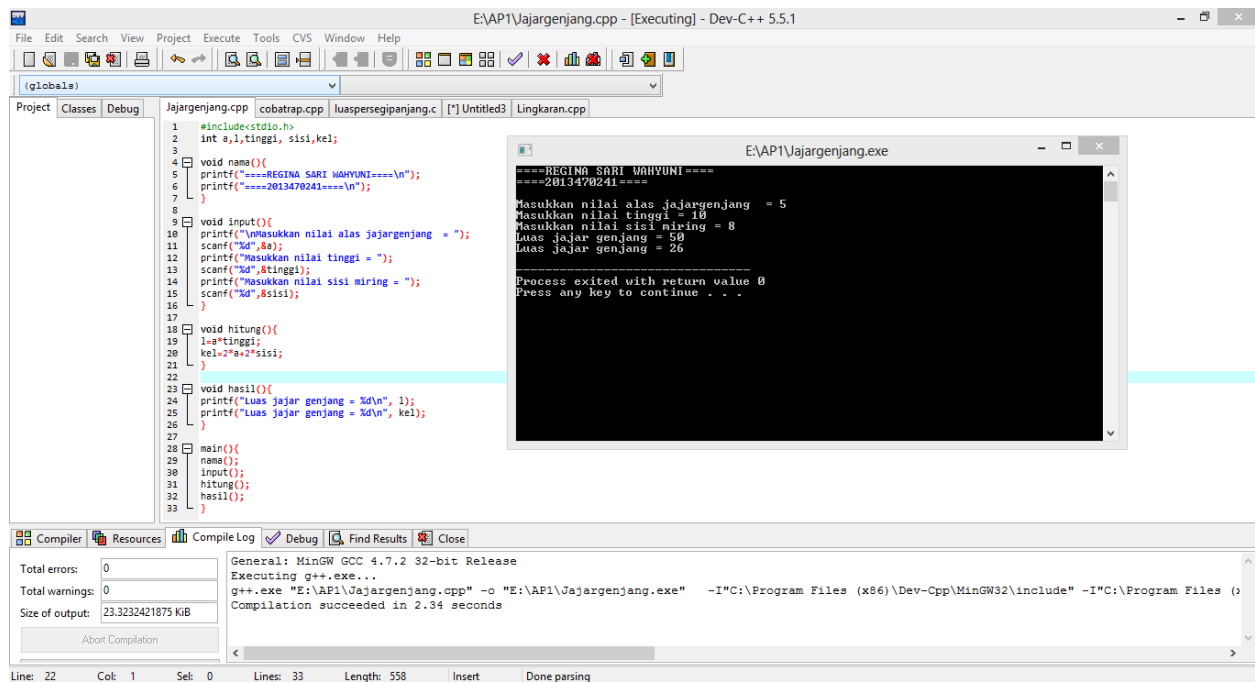 E:\AP1\Jajargenjang.cpp - [Executing] - Dev-C++ 5.5.1
File Edit Search View Project Execute Tools CVS Window Help
(globals)
Project Classes Debug
Jajargenjang.cpp cobatrap.cpp luaspersegipanjang.c [*] Untitled3 Lingkaran.cpp
1 #include<stdio.h>
2 int a,l,tinggi, sisi,kel;
3
4 void nama(){
5 printf("====REGINA SARI WAHYUNI====\n");
6 printf("====2013470241====\n");
7 }
8
9 void input(){
10 printf("\nMasukkan nilai alas jajargenjang  = ");
11 scanf("%d",&a);
12 printf("Masukkan nilai tinggi = ");
13 scanf("%d",&tinggi);
14 printf("Masukkan nilai sisi miring = ");
15 scanf("%d",&sisi);
16 }
17
18 void hitung(){
19 l=a*tinggi;
20 kel=2*a+2*sisi;
21 }
22
23 void hasil(){
24 printf("Luas jajar genjang = %d\n", l);
25 printf("Luas jajar genjang = %d\n", kel);
26 }
27
28 main(){
29 nama();
30 input();
31 hitung();
32 hasil();
33 }
E:\AP1\Jajargenjang.exe
====REGINA SARI WAHYUNI====
====2013470241====
Masukkan nilai alas jajargenjang  = 5
Masukkan nilai tinggi = 10
Masukkan nilai sisi miring = 8
Luas jajar genjang = 50
Luas jajar genjang = 26
--------------------------------
Process exited with return value 0
Press any key to continue . . .
Compiler Resources Compile Log Debug Find Results Close
Total errors: 0
Total warnings: 0
Size of output: 23.3232421875 KiB
Abort Compilation
General: MinGW GCC 4.7.2 32-bit Release
Executing g++.exe...
g++.exe "E:\AP1\Jajargenjang.cpp" -o "E:\AP1\Jajargenjang.exe" -I"C:\Program Files (x86)\Dev-Cpp\MinGW32\include" -I"C:\Program Files (x
Compilation succeeded in 2.34 seconds
Line: 22 Col: 1 Sel: 0 Lines: 33 Length: 558 Insert Done parsing